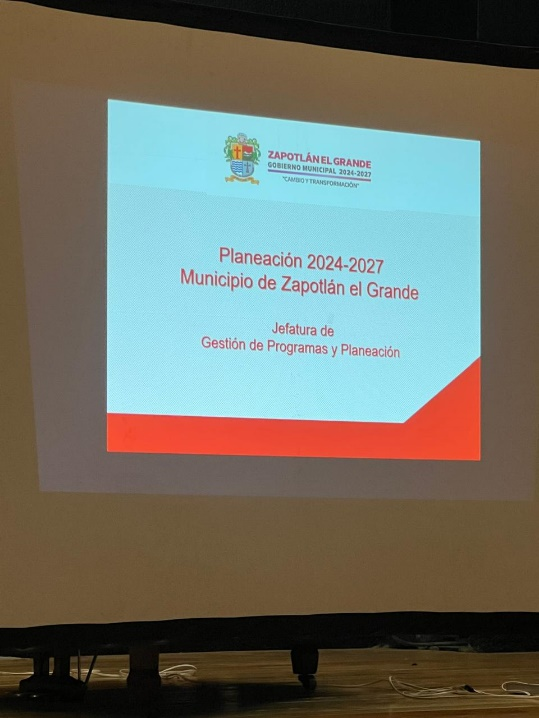 ZAPOTLÁN EL GRANDE
GOBIERNO MUNICIPAL 2024-2027
"CAMBIO Y TRANSFORMACIÓN"
Planeación 2024-2027
Municipio de Zapotlán el Grande
Jefatura de
Gestión de Programas y Planeación